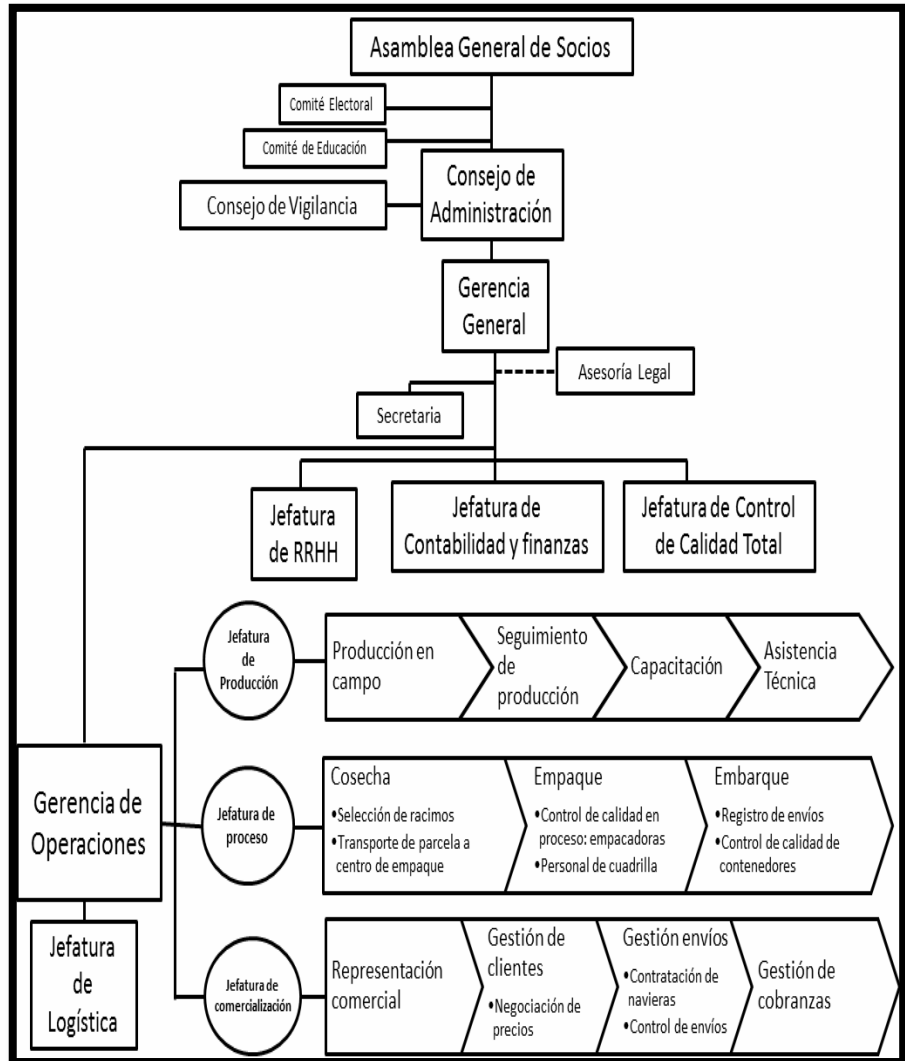 Asamblea General de Socios
Comité Electoral
Comité de Educación
Consejo de Vigilancia
Consejo de
Administración
Gerencia
General
Asesoría Legal
Secretaria
Jefatura
de RRHH
Jefatura de
Contabilidad y finanzas
Jefatura de Control
de Calidad Total
Jefatura
de
Producción
Producción en
campo
Seguimiento
de
producción
Capacitación
Asistencia
Técnica
Gerencia de
Operaciones
Jefatura de
proceso
Cosecha
•Selección de racimos
•Transporte de parcela a
centro de empaque
Empaque
•Control de calidad en
proceso: empacadoras
•Personal de cuadrilla
Embarque
•Registro de envíos
•Control de calidad de
contenedores
Jefatura
de
Logística
Jefatura de
comercialización
Representación
comercial
Gestión de
clientes
•Negociación de
precios
Gestión envíos
•Contratación de
navieras
•Control de envíos
Gestión de
cobranzas